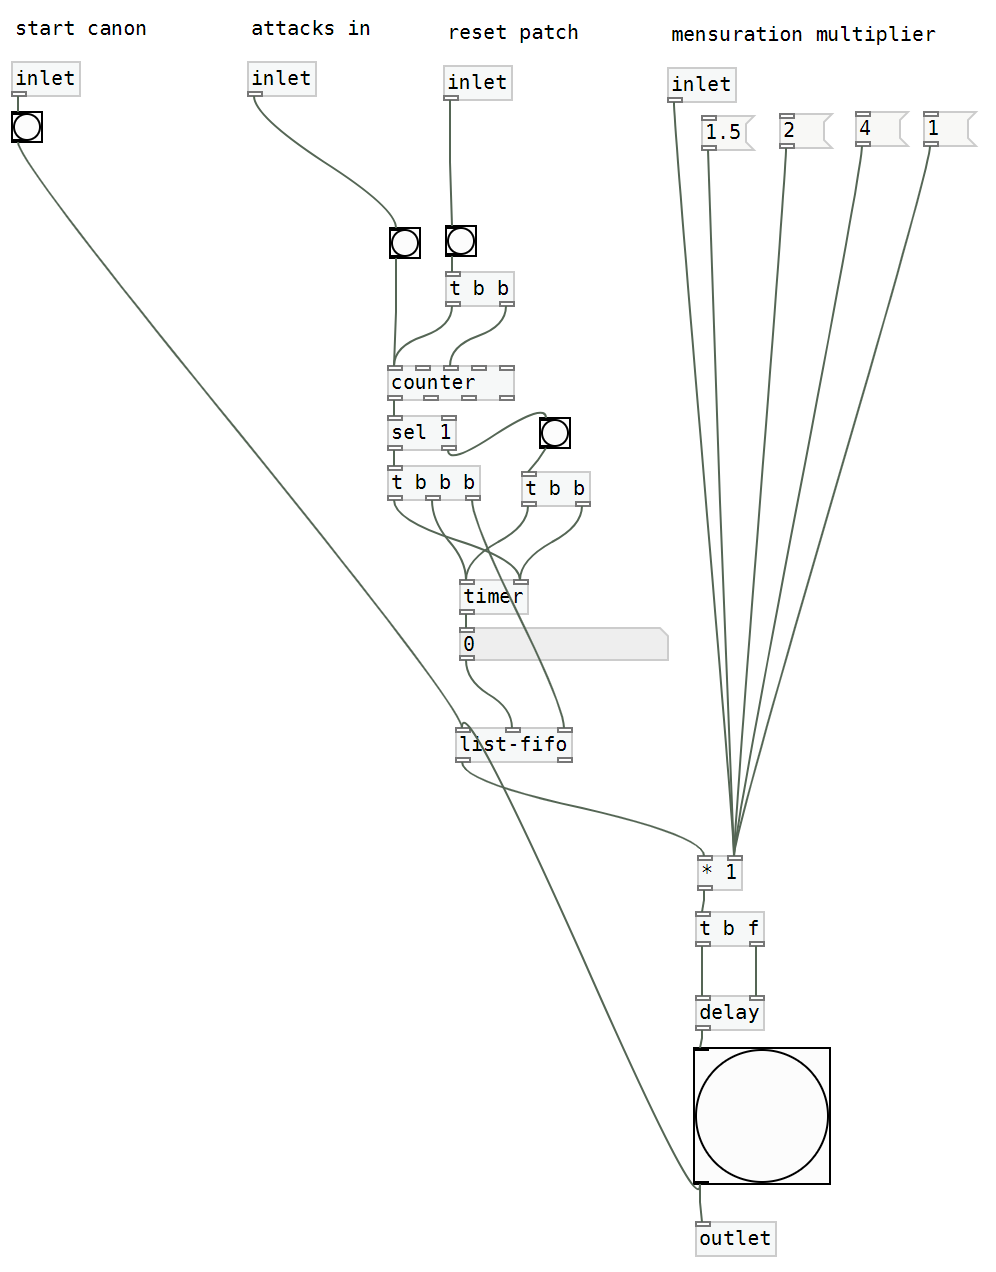 start canon
attacks in
reset patch
mensuration multiplier
inlet
inlet
inlet
inlet
1.5
2
4
1
t b b
counter
sel 1
t b b b
t b b
timer
0
list-fifo
* 1
t b f
delay
outlet